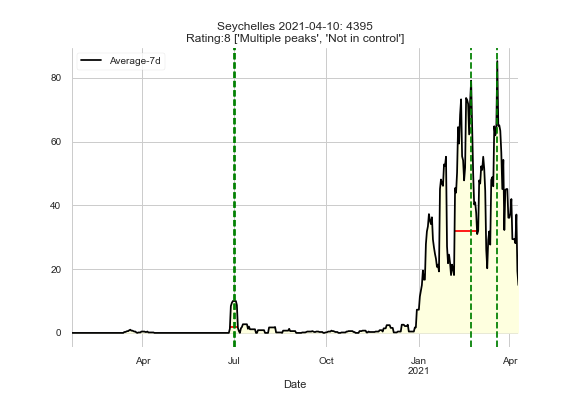 Seychelles 2021-04-10: 4395
Rating:8 ['Multiple peaks', 'Not in control']
Average-7d
80
60
40
20
0
Apr
Jul
Oct
Jan
2021
Apr
Date